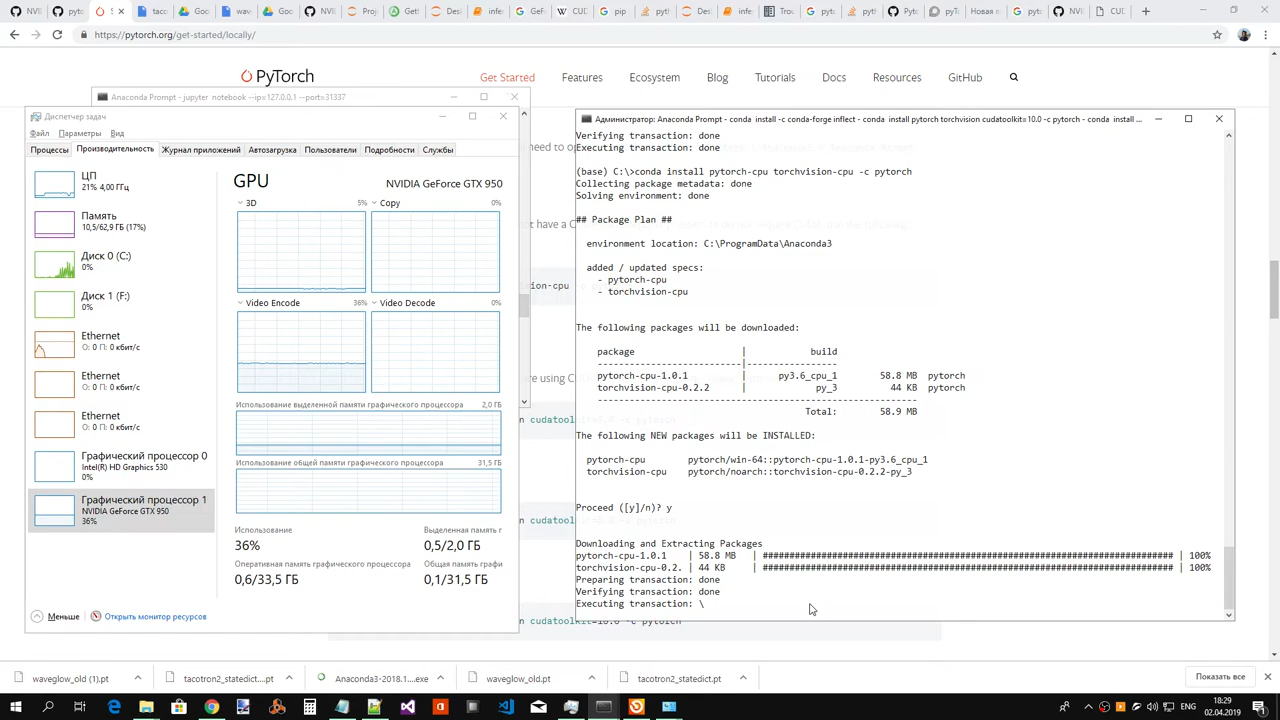 https://pytorch.org/get-started/locally/
PyTorch
Get Started
Features
Ecosystem
Blog
Tutorials
Docs
Resources
GitHub
Anaconda Prompt - jupyter notebook --ip=127.0.0.1 --port=31337
Диспетчер задач
Файл Параметры Вид
Процессы Производительность Журнал приложений Автозагрузка Пользователи Подробности Службы
ЦП
21% 4,00 ГГц
Память
10,5/62,9 ГБ (17%)
Диск 0 (C:)
0%
Диск 1 (F:)
0%
Ethernet
О: 0 П: 0 кбит/с
Ethernet
О: 0 П: 0 кбит/с
Ethernet
О: 0 П: 0 кбит/с
Графический процессор 0
Intel(R) HD Graphics 530
0%
Графический процессор 1
NVIDIA GeForce GTX 950
36%
GPU
NVIDIA GeForce GTX 950
3D 5%
Copy 0%
Video Encode 36%
Video Decode 0%
Использование выделенной памяти графического процессора 2,0 ГБ
Использование общей памяти графического процессора 31,5 ГБ
Использование
36%
Выделенная память г
0,5/2,0 ГБ
Оперативная память графического процессора
0,6/33,5 ГБ
Общая память графи
0,1/31,5 ГБ
Меньше
Открыть монитор ресурсов
Администратор: Anaconda Prompt - conda install -c conda-forge inflect - conda install pytorch torchvision cudatoolkit=10.0 -c pytorch - conda install ...
Verifying transaction: done
Executing transaction: done
(base) C:\>conda install pytorch-cpu torchvision-cpu -c pytorch
Collecting package metadata: done
Solving environment: done
## Package Plan ##
environment location: C:\ProgramData\Anaconda3
added / updated specs:
- pytorch-cpu
- torchvision-cpu
The following packages will be downloaded:
package | build
---------------------------|-----------------
pytorch-cpu-1.0.1 | py3.6_cpu_1 58.8 MB pytorch
torchvision-cpu-0.2.2 | py_3 44 KB pytorch
------------------------------------------------------------
Total: 58.9 MB
The following NEW packages will be INSTALLED:
pytorch-cpu pytorch/win-64::pytorch-cpu-1.0.1-py3.6_cpu_1
torchvision-cpu pytorch/noarch::torchvision-cpu-0.2.2-py_3
Proceed ([y]/n)? y
Downloading and Extracting Packages
pytorch-cpu-1.0.1 | 58.8 MB | ############################################################################ | 100%
torchvision-cpu-0.2. | 44 KB | ############################################################################ | 100%
Preparing transaction: done
Verifying transaction: done
Executing transaction: \
cudatoolkit=10.0 -c pytorch
waveglow_old (1).pt
tacotron2_statedict....pt
Anaconda3-2018.1....exe
waveglow_old.pt
tacotron2_statedict.pt
Показать все
18:29
02.04.2019